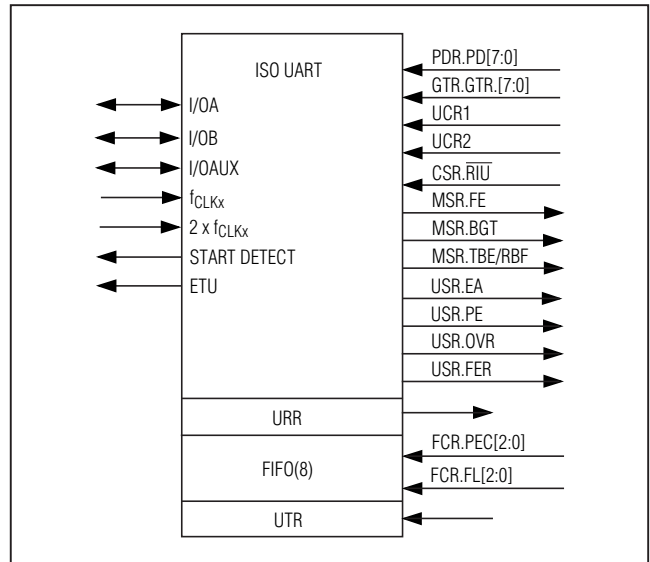 ISO UART
I/OA
I/OB
I/OAUX
fCLKx
2 x fCLKx
START DETECT
ETU
PDR.PD[7:0]
GTR.GTR.[7:0]
UCR1
UCR2
CSR.R̅I̅U̅
MSR.FE
MSR.BGT
MSR.TBE/RBF
USR.EA
USR.PE
USR.OVR
USR.FER
URR
FIFO(8)
FCR.PEC[2:0]
FCR.FL[2:0]
UTR